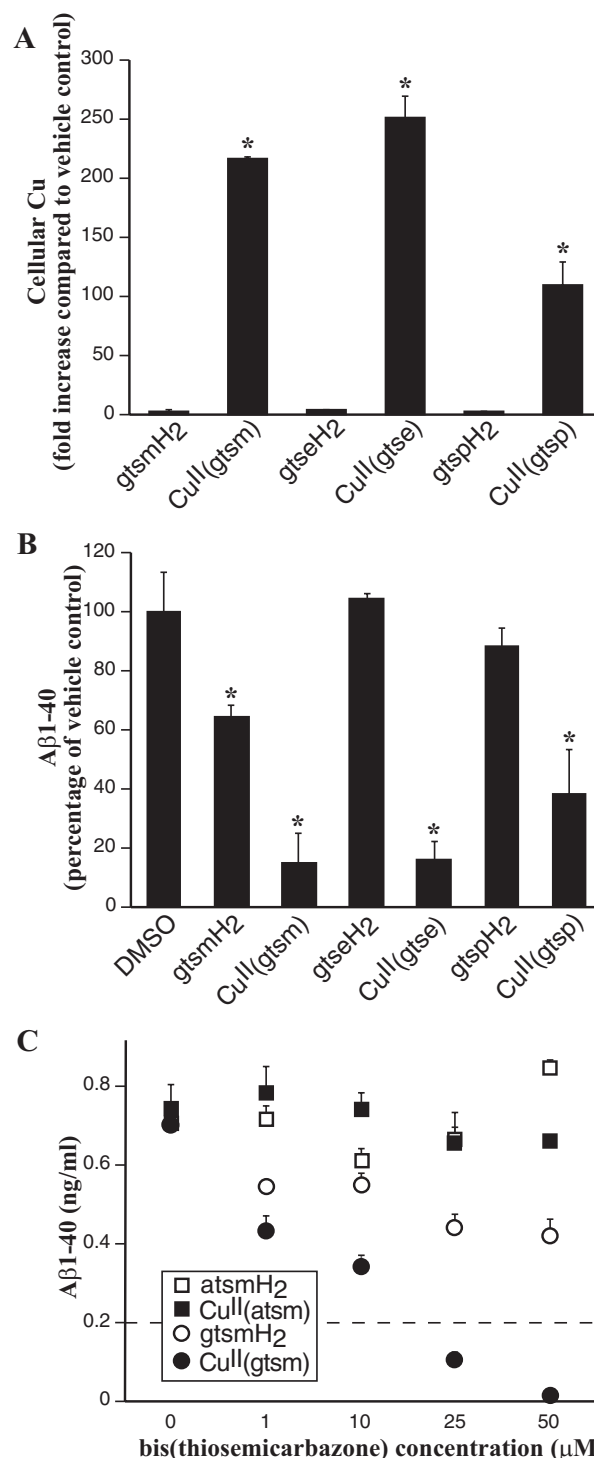 A
Cellular Cu
(fold increase compared to vehicle control)
300
250
200
150
100
50
0
*
*
*
gtsmH2
CuII(gtsm)
gtseH2
CuII(gtse)
gtspH2
CuII(gtsp)
B
Aβ1-40
(percentage of vehicle control)
120
100
80
60
40
20
0
*
*
*
*
DMSO
gtsmH2
CuII(gtsm)
gtseH2
CuII(gtse)
gtspH2
CuII(gtsp)
C
Aβ1-40 (ng/ml)
0.8
0.6
0.4
0.2
0
atsmH2
CuII(atsm)
gtsmH2
CuII(gtsm)
0 1 10 25 50
bis(thiosemicarbazone) concentration (μM